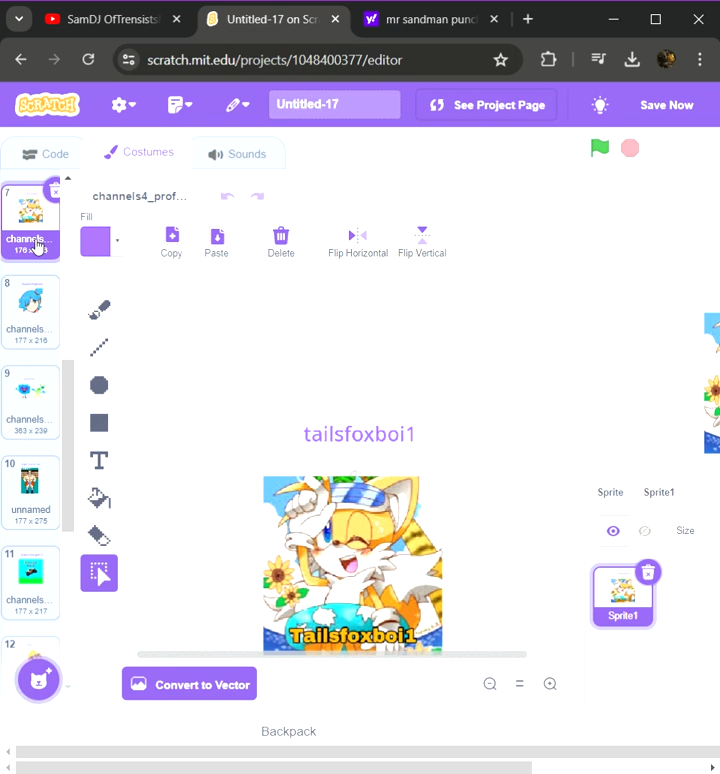 SamDJ OfTrensists
Untitled-17 on Scr
mr sandman punc
scratch.mit.edu/projects/1048400377/editor
SCRATCH
Untitled-17
See Project Page
Save Now
Code
Costumes
Sounds
7
channels4_prof...
Fill
channels...
Copy
Paste
Delete
Flip Horizontal
Flip Vertical
8
channels...
177 x 216
9
channels...
363 x 239
tailsfoxboi1
10
unnamed
177 x 275
T
Sprite
Sprite1
Size
11
channels...
177 x 217
Sprite1
Tailsfoxboi1
12
Convert to Vector
Backpack